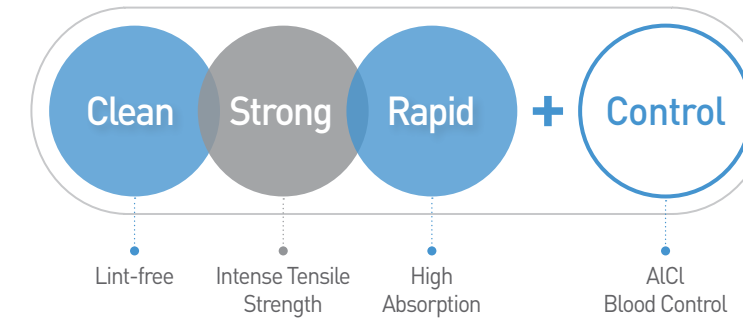 Clean Strong Rapid + Control
Lint-free
Intense Tensile
Strength
High
Absorption
AlCl
Blood Control